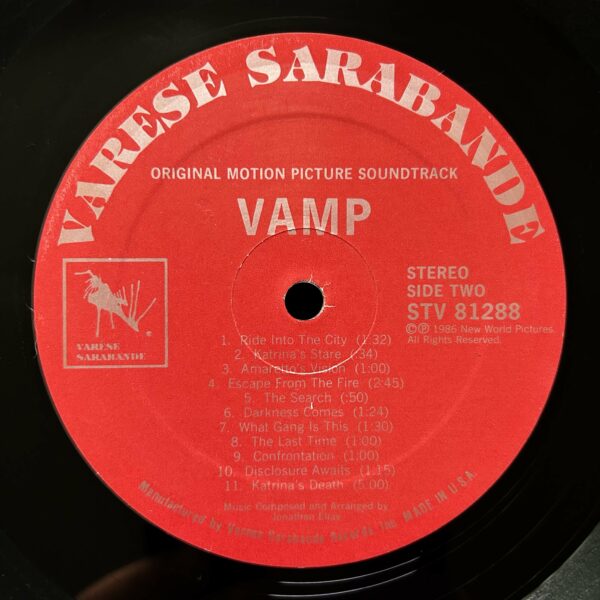 VARESE SARABANDE
ORIGINAL MOTION PICTURE SOUNDTRACK
VAMP
VARESE
SARABANDE
STEREO
SIDE TWO
STV 81288
©℗ 1986 New World Pictures.
All Rights Reserved.
1. Ride Into The City (1:32)
2. Katrina's Stare (:34)
3. Amaretto's Vision (1:00)
4. Escape From The Fire (2:45)
5. The Search (:50)
6. Darkness Comes (1:24)
7. What Gang Is This (1:30)
8. The Last Time (1:00)
9. Confrontation (1:00)
10. Disclosure Awaits (1:15)
11. Katrina's Death (5:00)
Music Composed and Arranged by
Jonathan Elias
Manufactured by Varese Sarabande Records, Inc. MADE IN U.S.A.